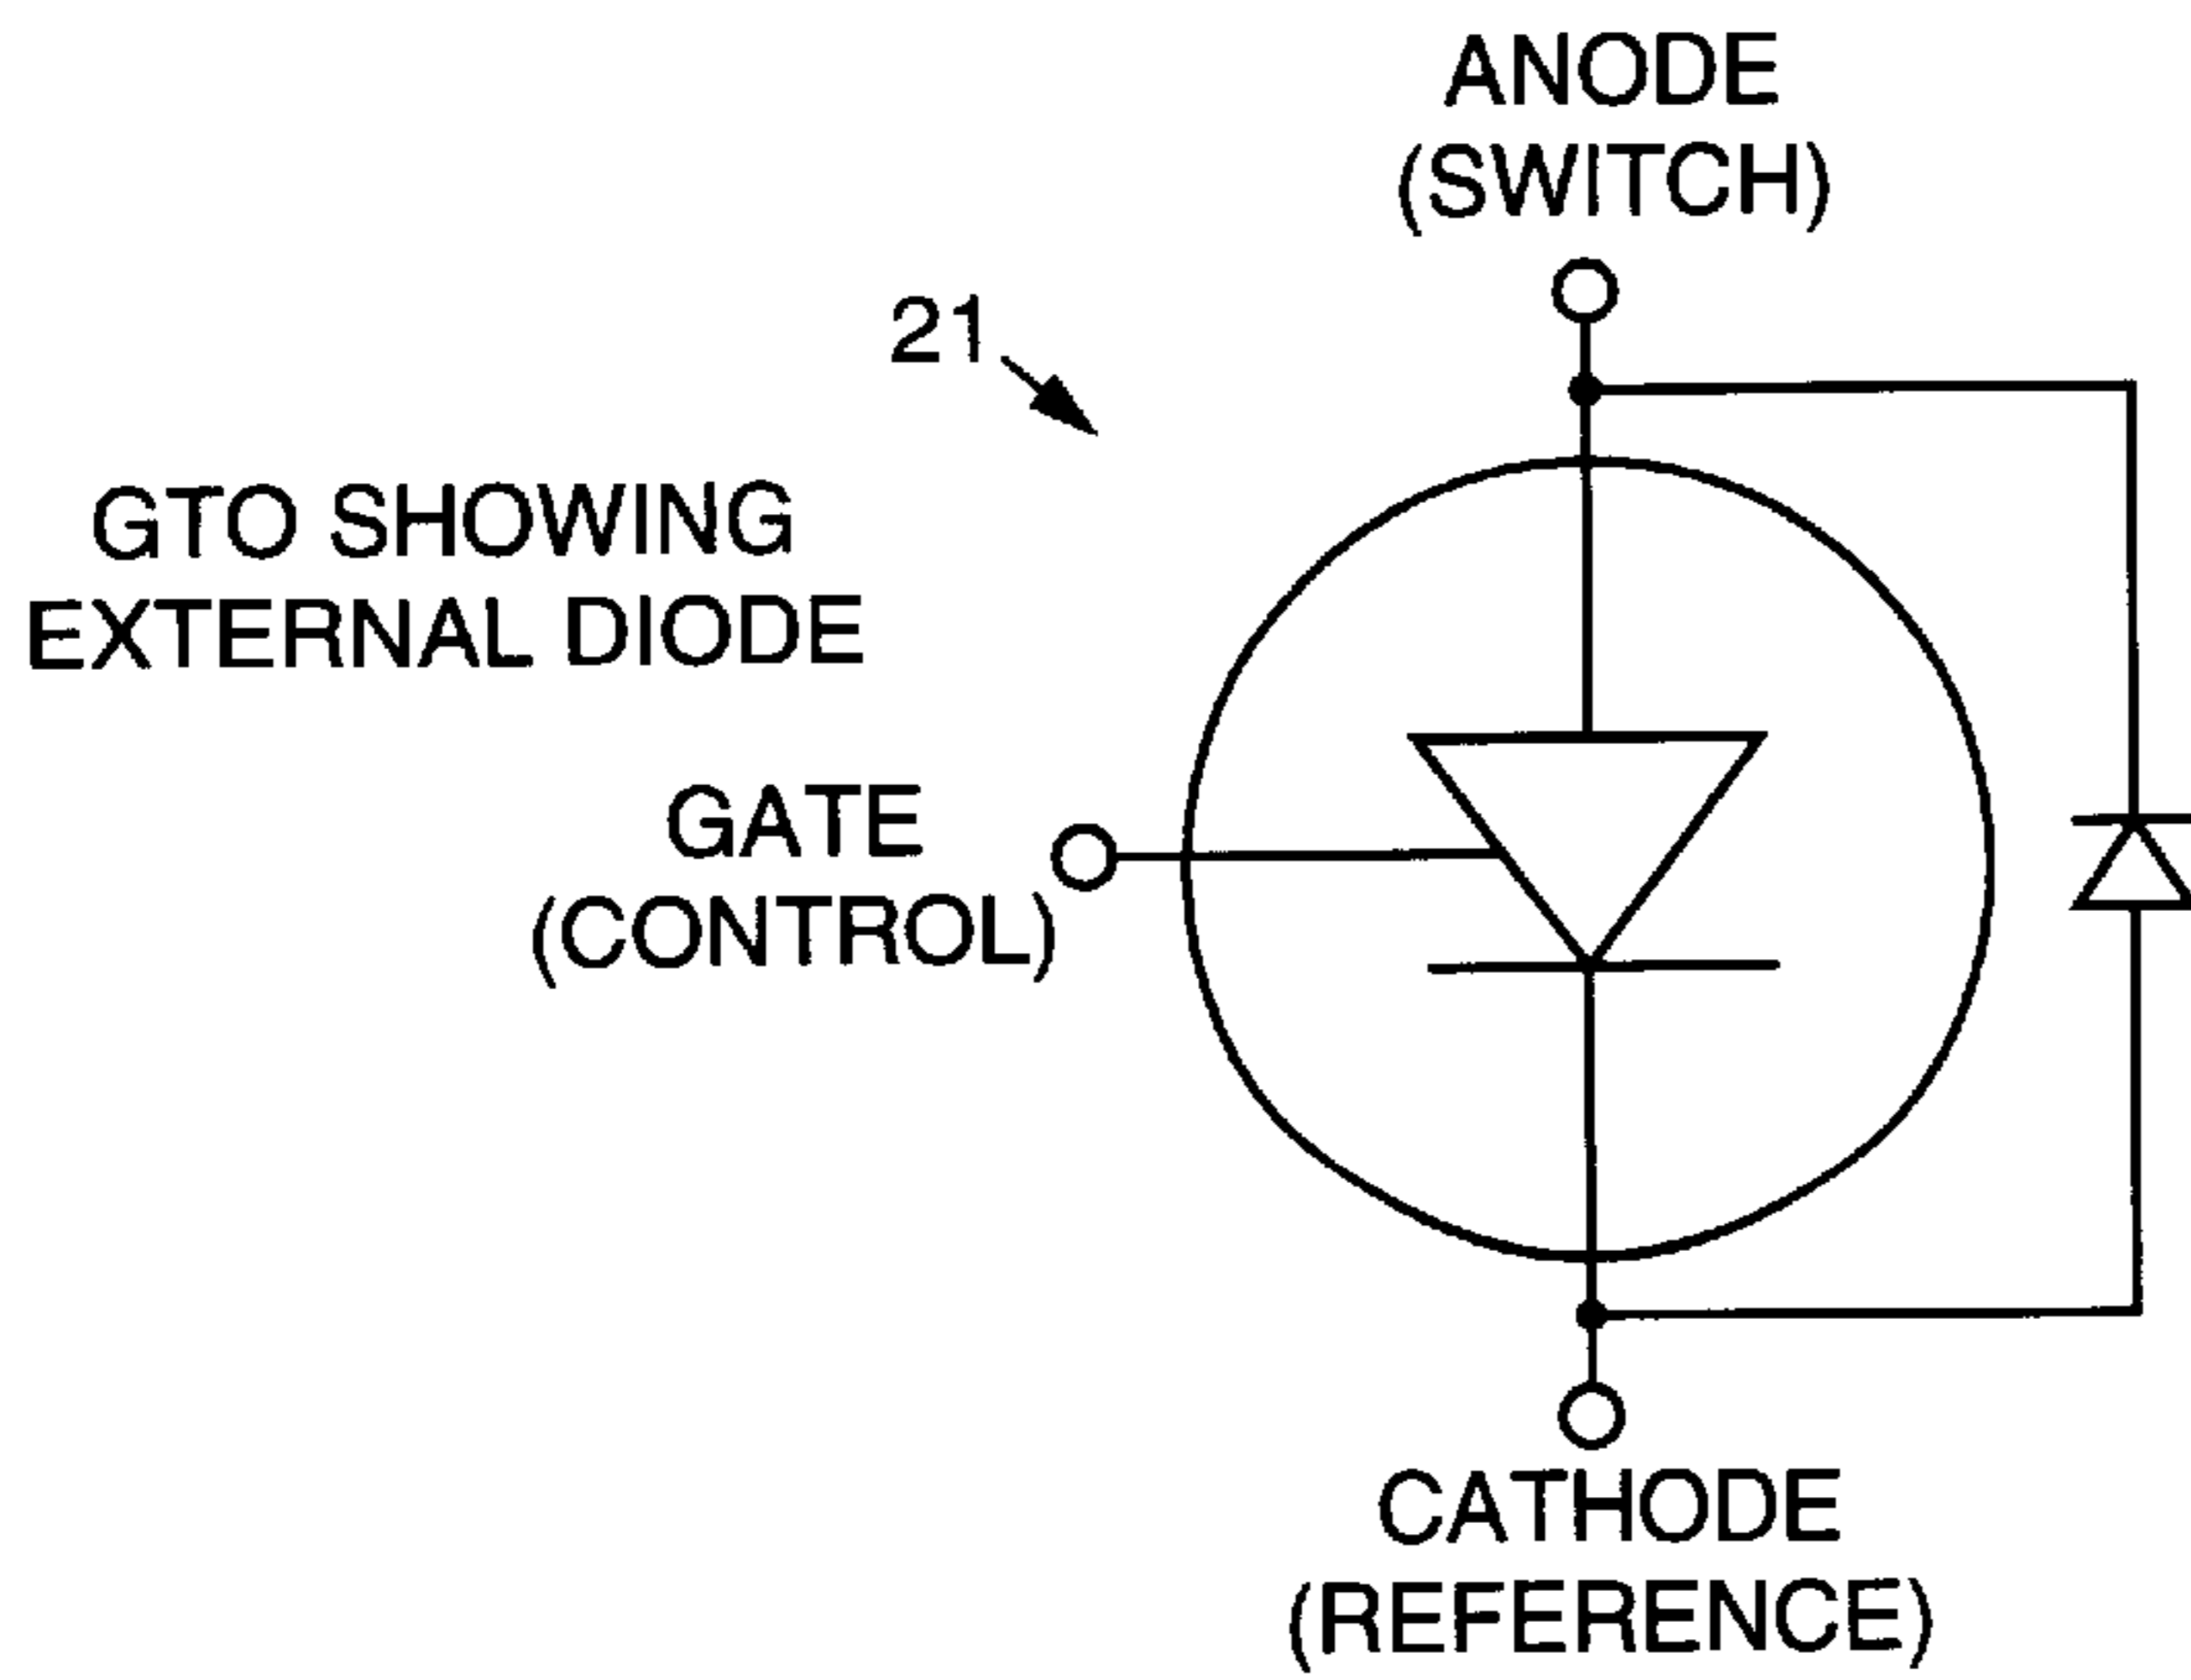 ANODE
(SWITCH)
21
GTO SHOWING
EXTERNAL DIODE
GATE
(CONTROL)
CATHODE
(REFERENCE)